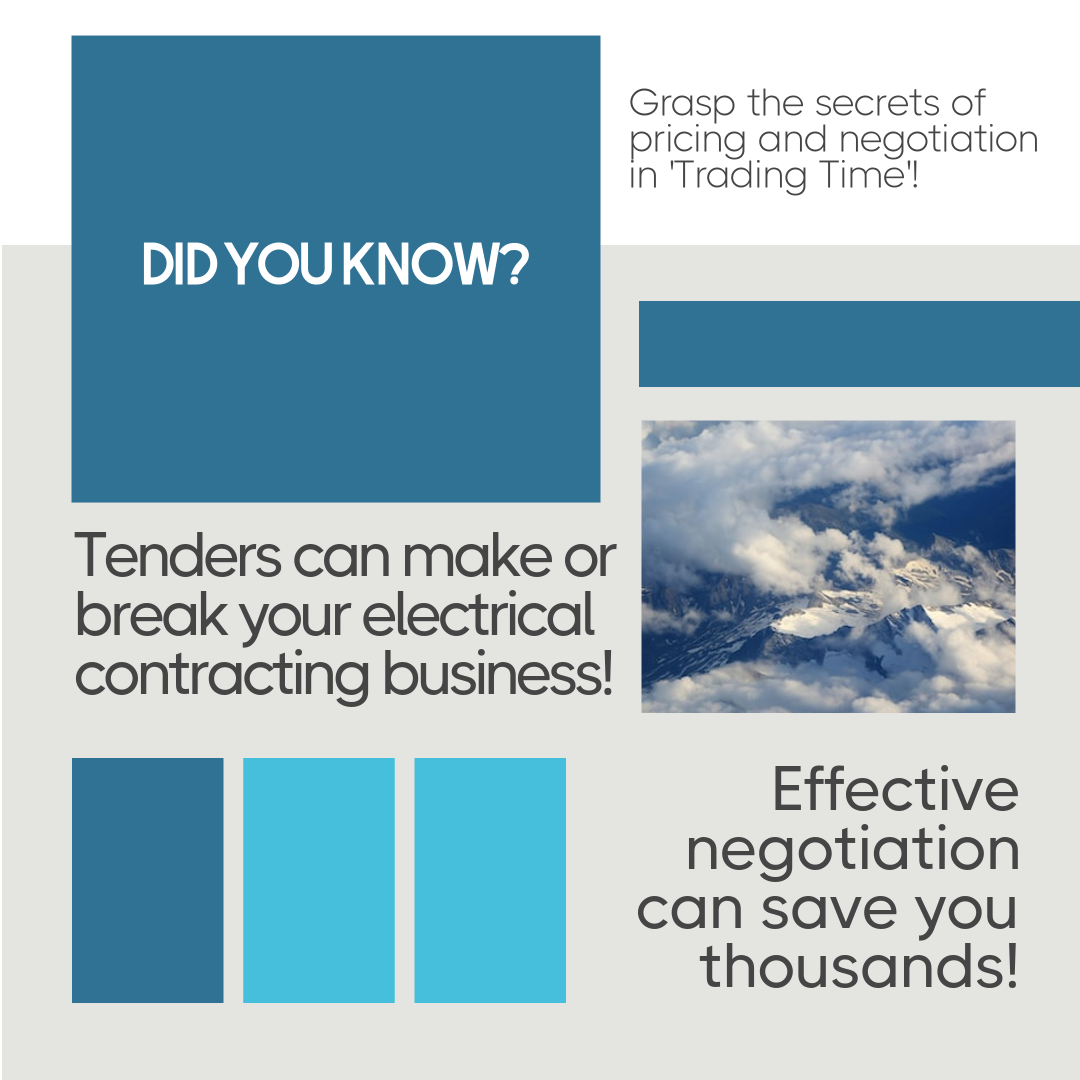 Grasp the secrets of
pricing and negotiation
in 'Trading Time'!
DID YOU KNOW?
Tenders can make or
break your electrical
contracting business!
Effective
negotiation
can save you
thousands!